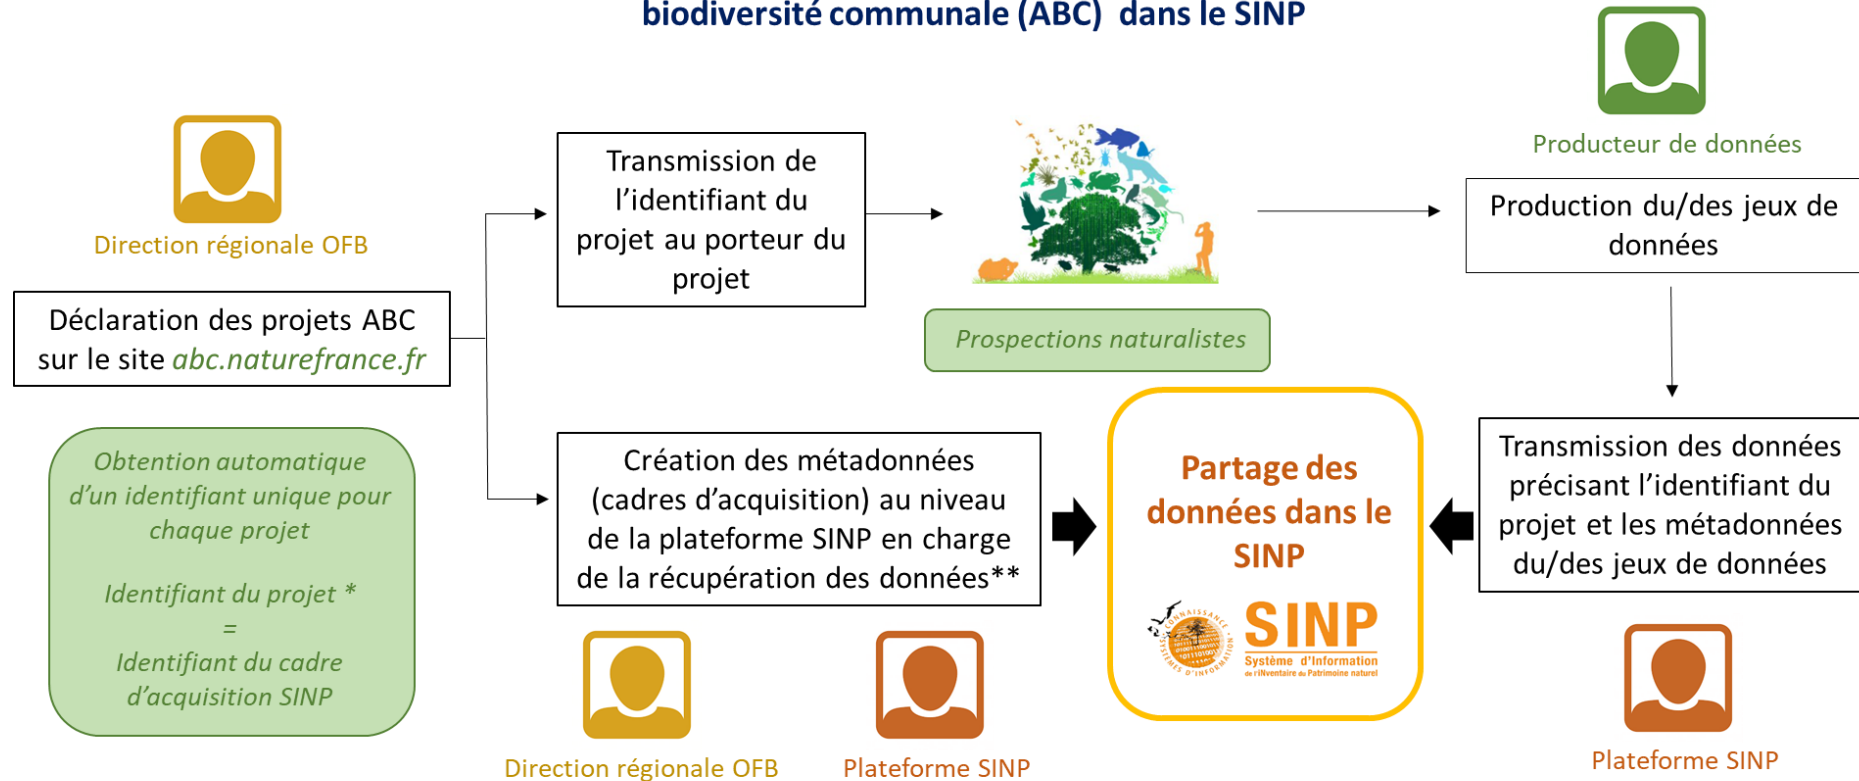 biodiversité communale (ABC) dans le SINP
Direction régionale OFB
Déclaration des projets ABC
sur le site abc.naturefrance.fr
Obtention automatique
d'un identifiant unique pour
chaque projet
Identifiant du projet *
=
Identifiant du cadre
d'acquisition SINP
Transmission de
l'identifiant du
projet au porteur du
projet
Prospections naturalistes
Producteur de données
Production du/des jeux de
données
Création des métadonnées
(cadres d'acquisition) au niveau
de la plateforme SINP en charge
de la récupération des données**
Direction régionale OFB
Plateforme SINP
Partage des
données dans le
SINP
CONNAISSANCE
SYSTÈMES D'INFORMATION
SINP
Système d'Information
de l'iNventaire du Patrimoine naturel
Transmission des données
précisant l'identifiant du
projet et les métadonnées
du/des jeux de données
Plateforme SINP